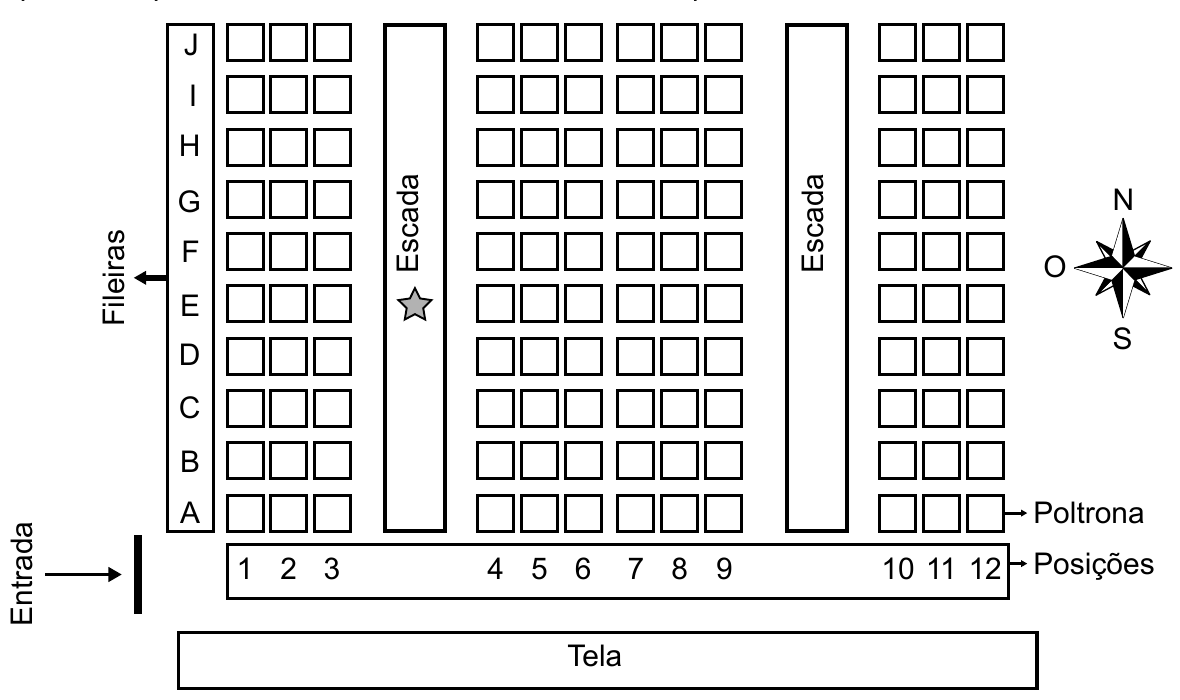 J
I
H
G
F
E
D
C
B
A
Fileiras
Escada
Escada
N
O
S
Poltrona
Entrada
1 2 3 4 5 6 7 8 9 10 11 12
Posições
Tela